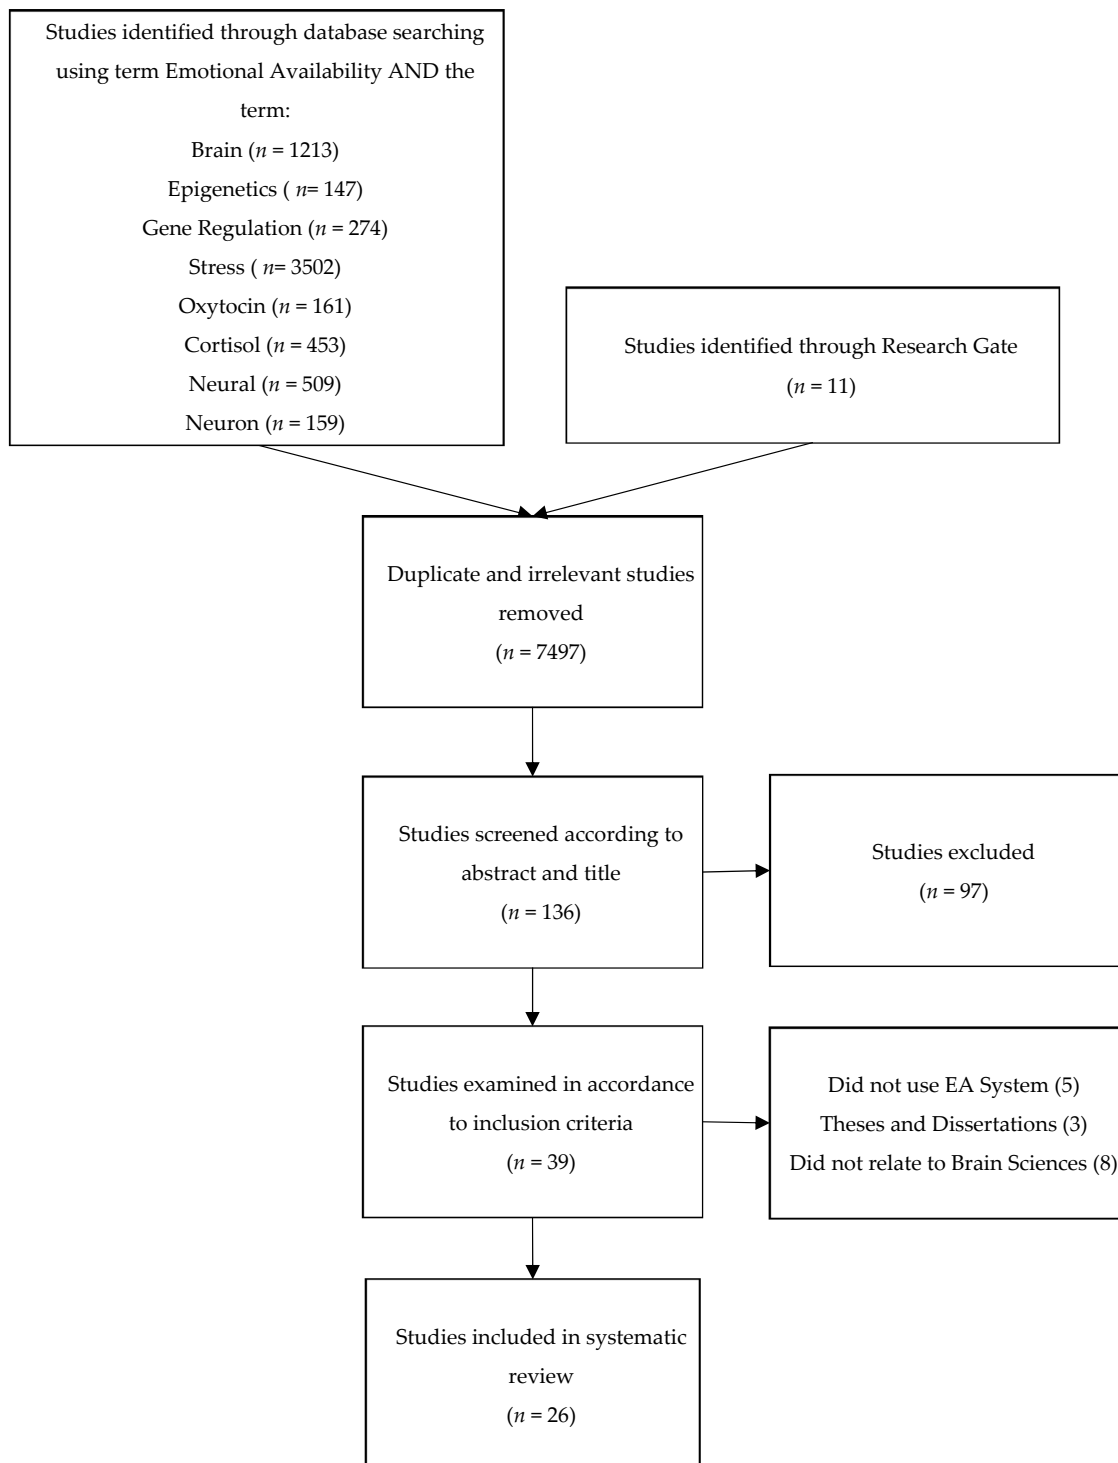 Studies identified through database searching
using term Emotional Availability AND the
term:
Brain (n = 1213)
Epigenetics ( n= 147)
Gene Regulation (n = 274)
Stress ( n= 3502)
Oxytocin (n = 161)
Cortisol (n = 453)
Neural (n = 509)
Neuron (n = 159)
Studies identified through Research Gate
(n = 11)
Duplicate and irrelevant studies
removed
(n = 7497)
Studies screened according to
abstract and title
(n = 136)
Studies excluded
(n = 97)
Studies examined in accordance
to inclusion criteria
(n = 39)
Did not use EA System (5)
Theses and Dissertations (3)
Did not relate to Brain Sciences (8)
Studies included in systematic
review
(n = 26)